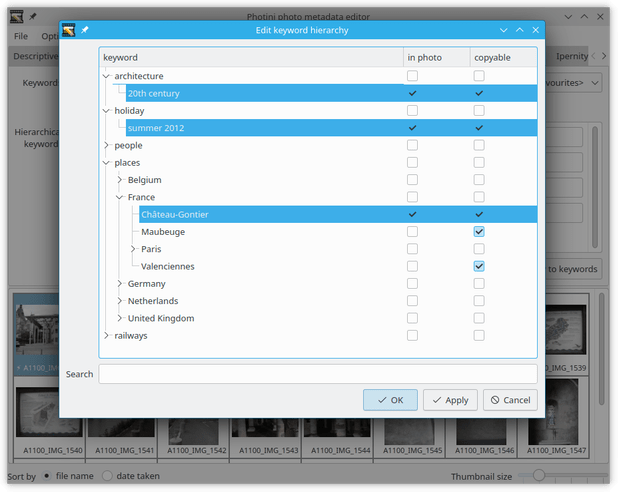 Photini photo metadata editor
File
Descriptive
Ipernity
Edit keyword hierarchy
keyword in photo copyable
architecture
20th century
holiday
summer 2012
people
places
Belgium
France
Château-Gontier
Maubeuge
Paris
Valenciennes
Germany
Netherlands
United Kingdom
railways
Search
OK Apply Cancel
Keyword
vourites>
Hierarchica
keyword
to keywords
A1100_IMG
_IMG_1539
A1100_IMG_1540 A1100_IMG_1541 A1100_IMG_1542 A1100_IMG_1543 A1100_IMG_1544 A1100_IMG_1545 A1100_IMG_1546 A1100_IMG_1547
Sort by file name date taken Thumbnail size